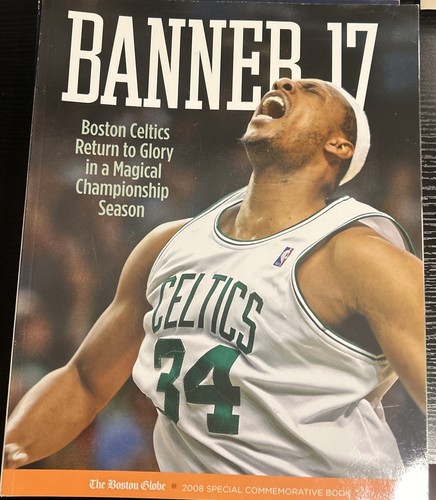 BANNER 17
Boston Celtics
Return to Glory
in a Magical
Championship
Season
CELTICS
34
The Boston Globe • 2008 SPECIAL COMMEMORATIVE BOOK